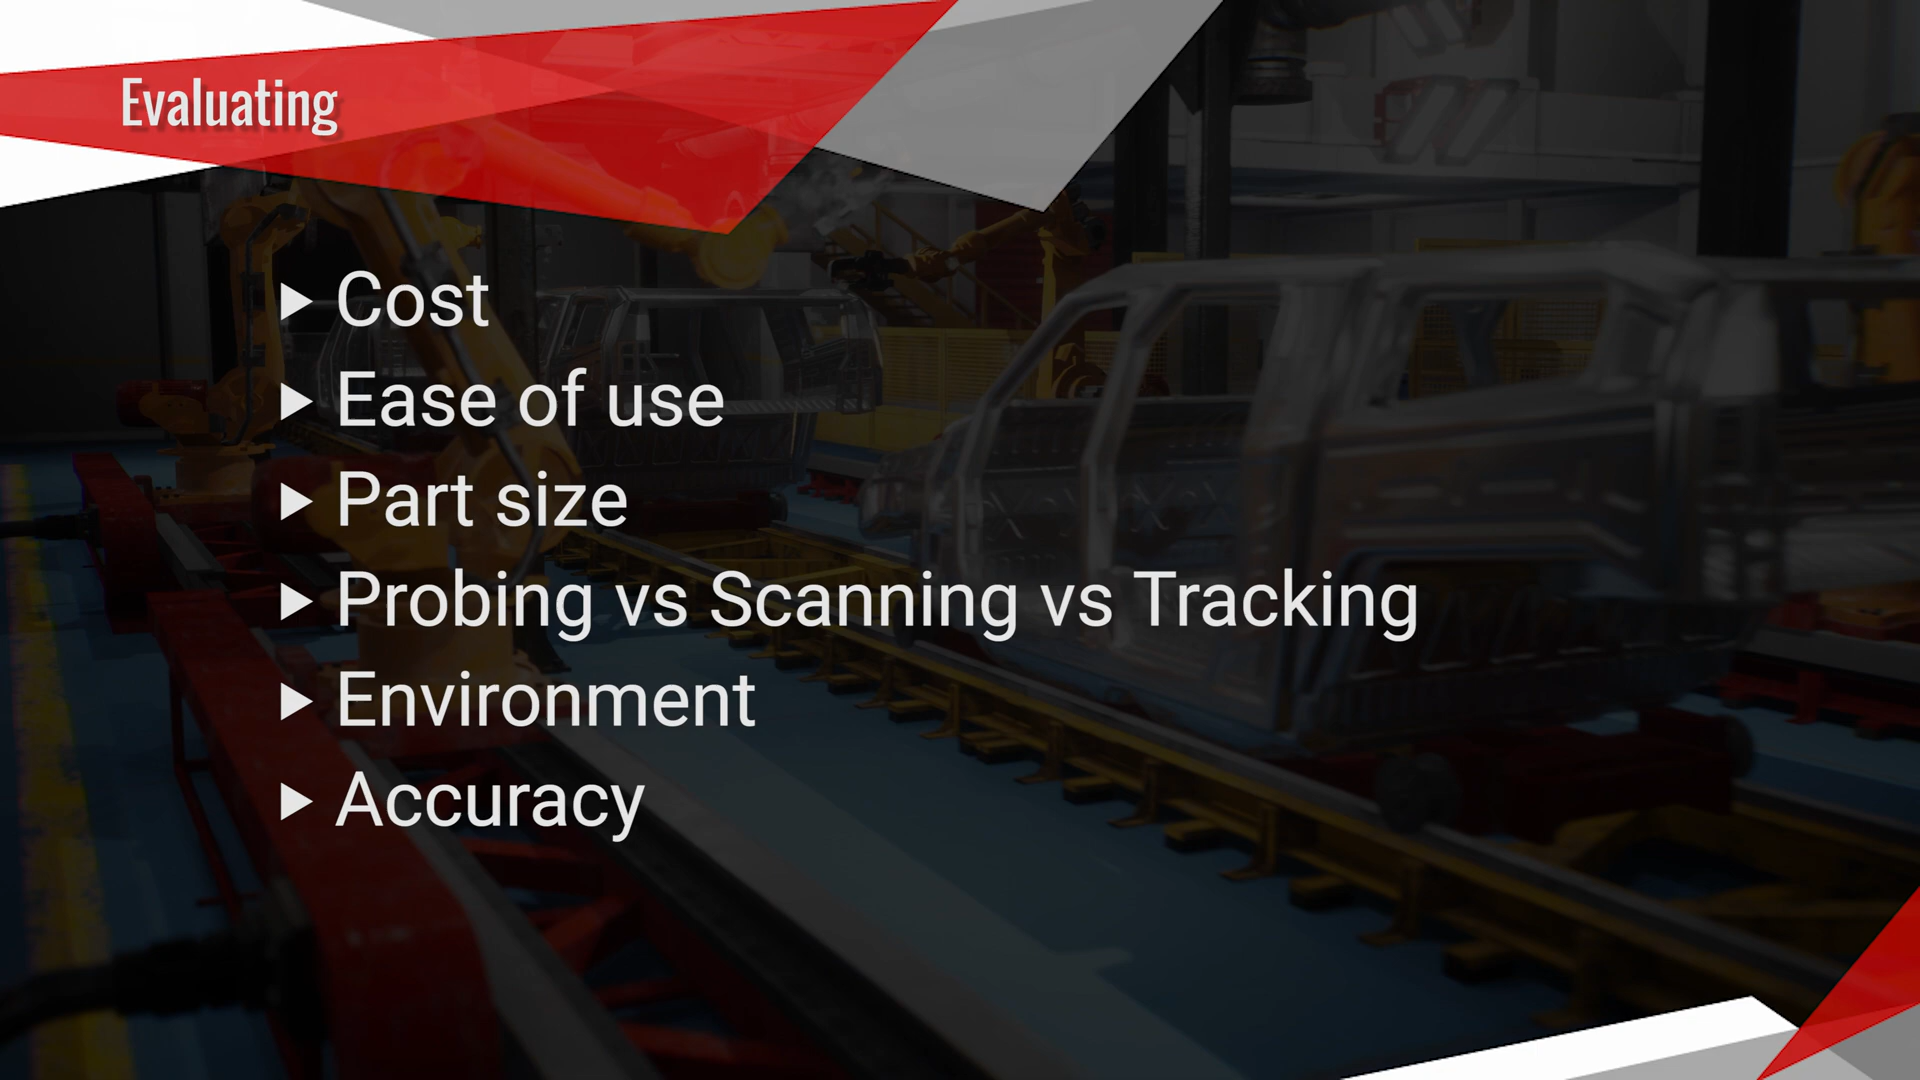 Evaluating
Cost
Ease of use
Part size
Probing vs Scanning vs Tracking
Environment
Accuracy